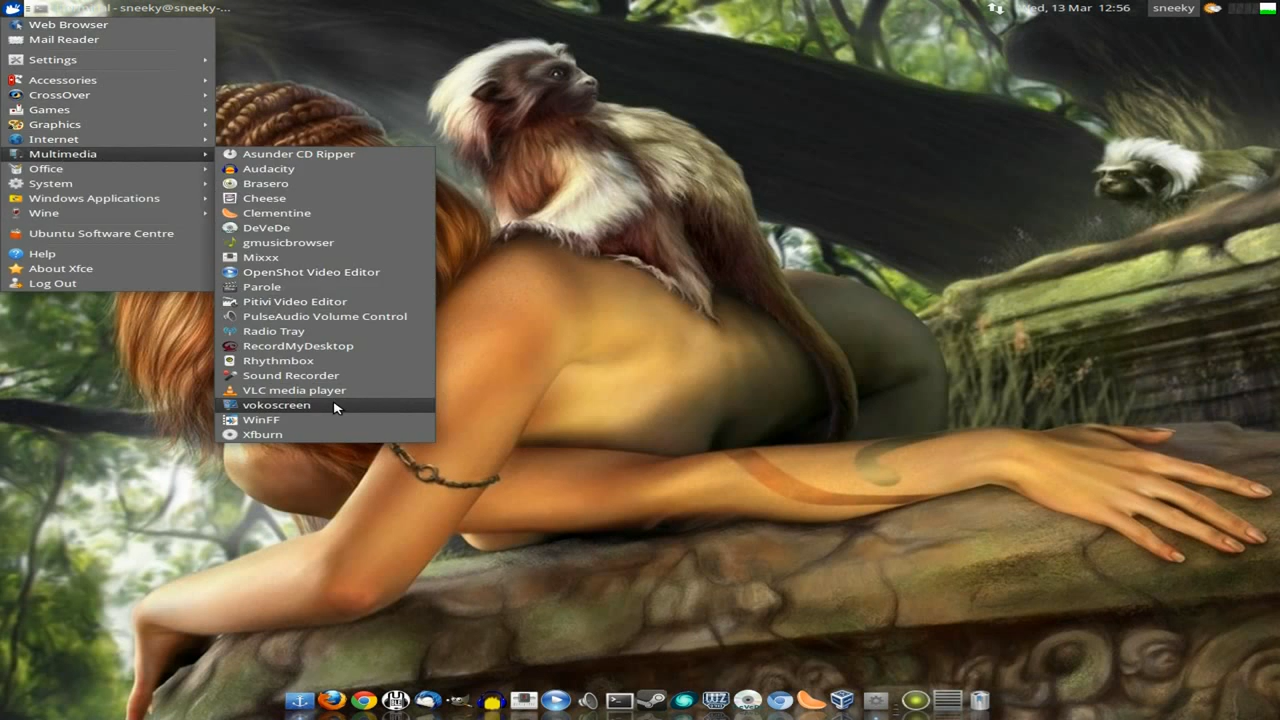 - sneeky@sneeky-...
Wed, 13 Mar 12:56
sneeky
Web Browser
Mail Reader
Settings
Accessories
CrossOver
Games
Graphics
Internet
Multimedia
Office
System
Windows Applications
Wine
Ubuntu Software Centre
Help
About Xfce
Log Out
Asunder CD Ripper
Audacity
Brasero
Cheese
Clementine
DeVeDe
gmusicbrowser
Mixxx
OpenShot Video Editor
Parole
Pitivi Video Editor
PulseAudio Volume Control
Radio Tray
RecordMyDesktop
Rhythmbox
Sound Recorder
VLC media player
vokoscreen
WinFF
Xfburn